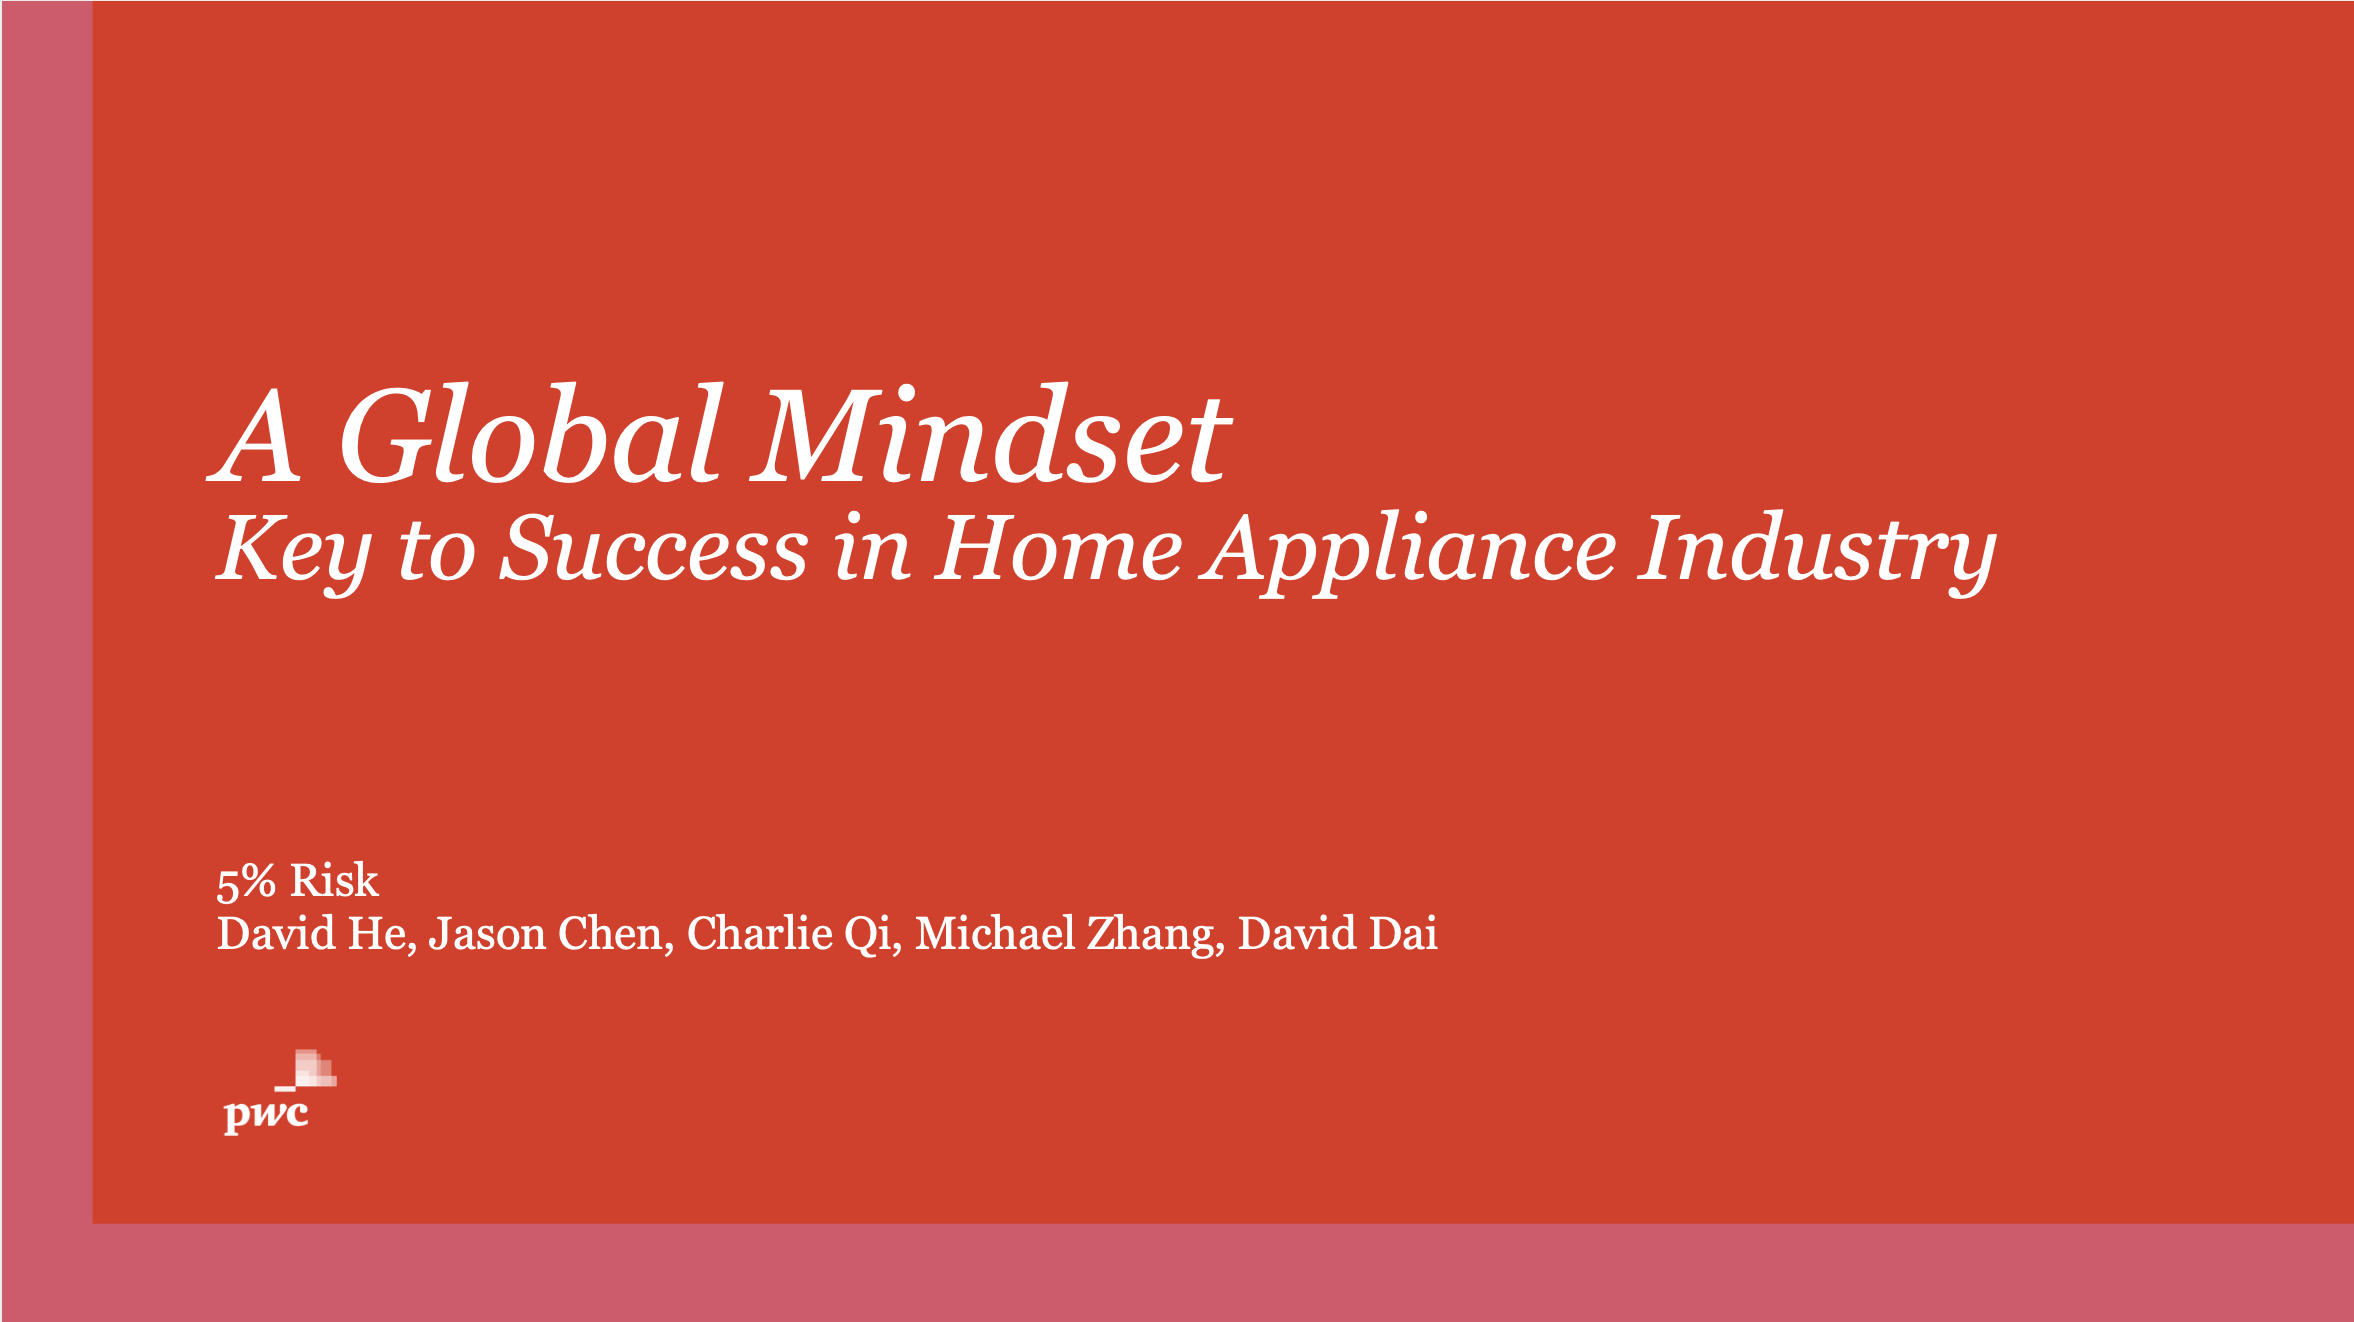 A Global Mindset
Key to Success in Home Appliance Industry
5% Risk
David He, Jason Chen, Charlie Qi, Michael Zhang, David Dai
pwc